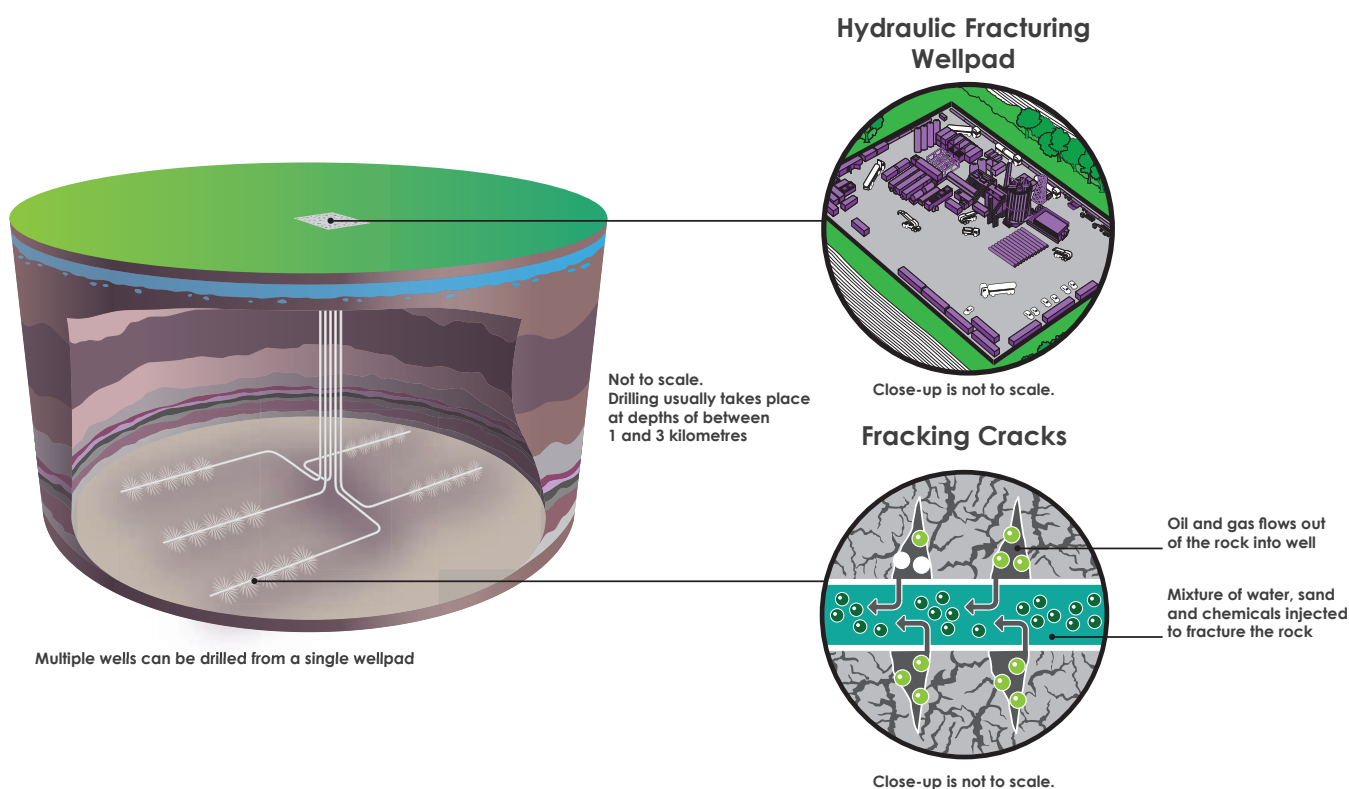 Hydraulic Fracturing
Wellpad
Close-up is not to scale.
Not to scale.
Drilling usually takes place
at depths of between
1 and 3 kilometres
Multiple wells can be drilled from a single wellpad
Fracking Cracks
Oil and gas flows out
of the rock into well
Mixture of water, sand
and chemicals injected
to fracture the rock
Close-up is not to scale.